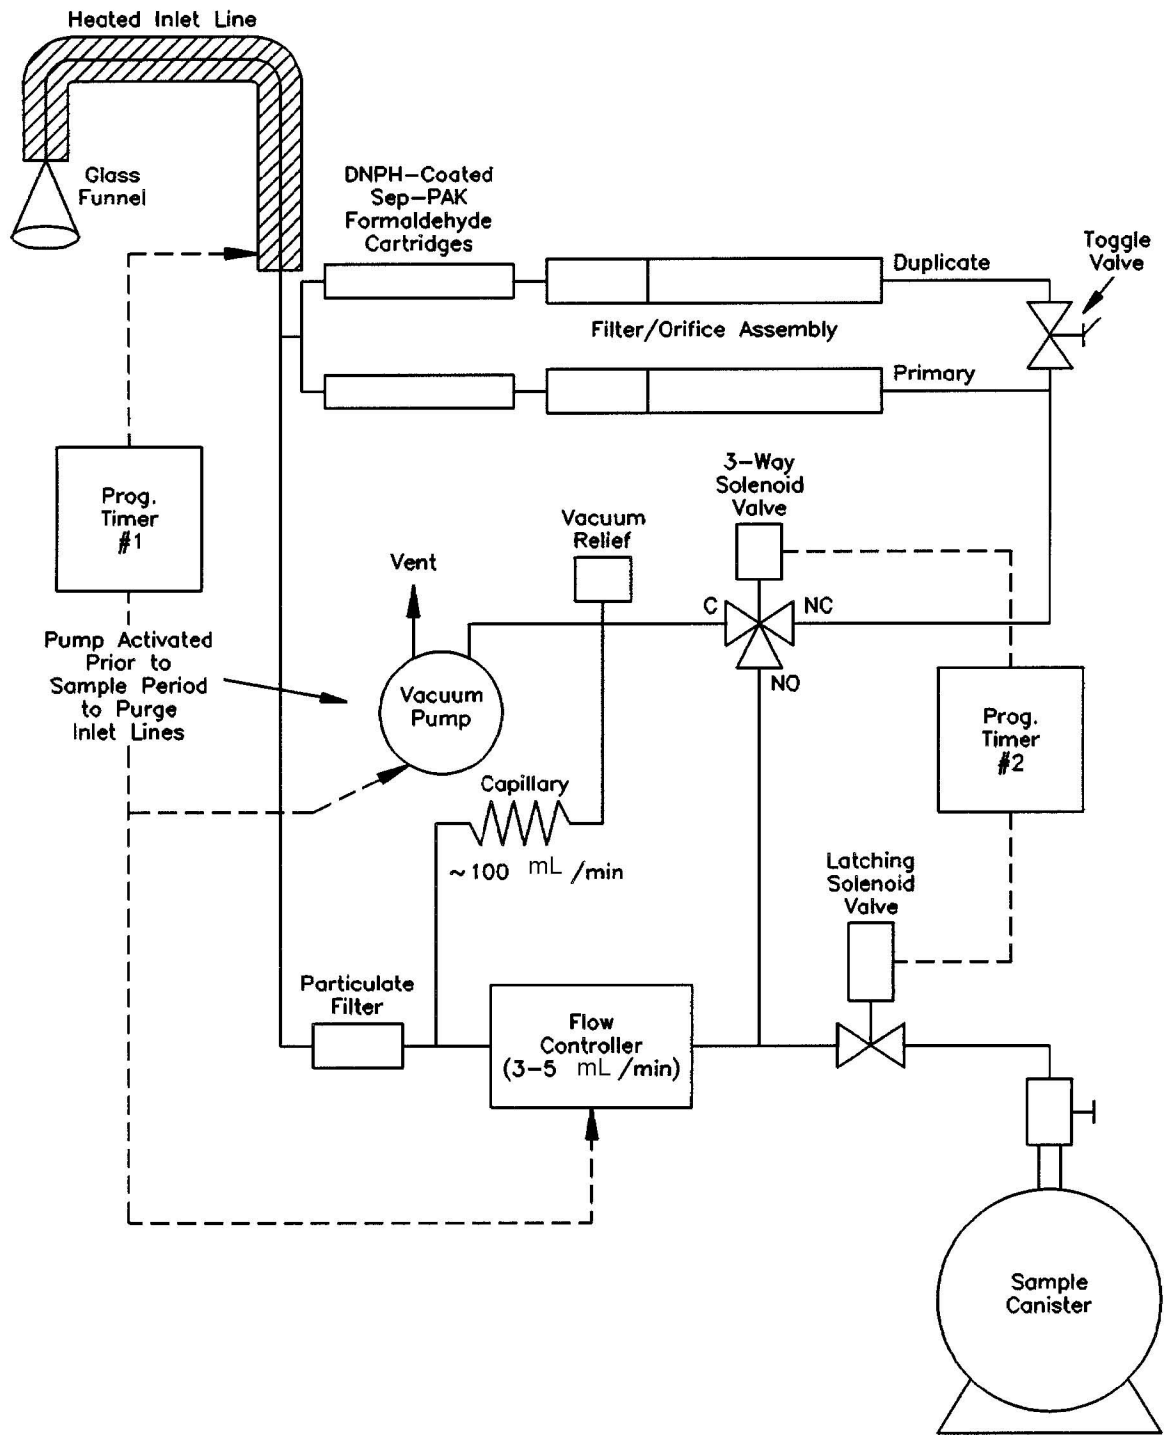 Heated Inlet Line
Glass
Funnel
DNPH-Coated
Sep-PAK
Formaldehyde
Cartridges
Duplicate
Toggle
Valve
Filter/Orifice Assembly
Primary
3-Way
Solenoid
Valve
Prog.
Timer
#1
Vacuum
Relief
Vent
C
NC
NO
Pump Activated
Prior to
Sample Period
to Purge
Inlet Lines
Vacuum
Pump
Prog.
Timer
#2
Capillary
~100 mL /min
Latching
Solenoid
Valve
Particulate
Filter
Flow
Controller
(3-5 mL /min)
Sample
Canister